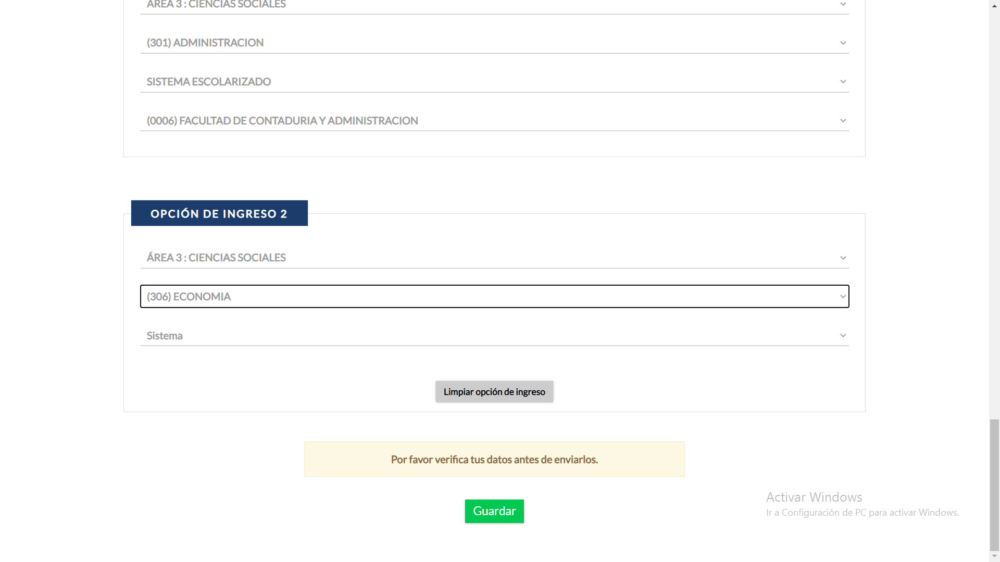 ÁREA 3 : CIENCIAS SOCIALES
(301) ADMINISTRACION
SISTEMA ESCOLARIZADO
(0006) FACULTAD DE CONTADURIA Y ADMINISTRACION
OPCIÓN DE INGRESO 2
ÁREA 3 : CIENCIAS SOCIALES
(306) ECONOMIA
Sistema
Limpiar opción de ingreso
Por favor verifica tus datos antes de enviarlos.
Guardar
Activar Windows
Ir a Configuración de PC para activar Windows.